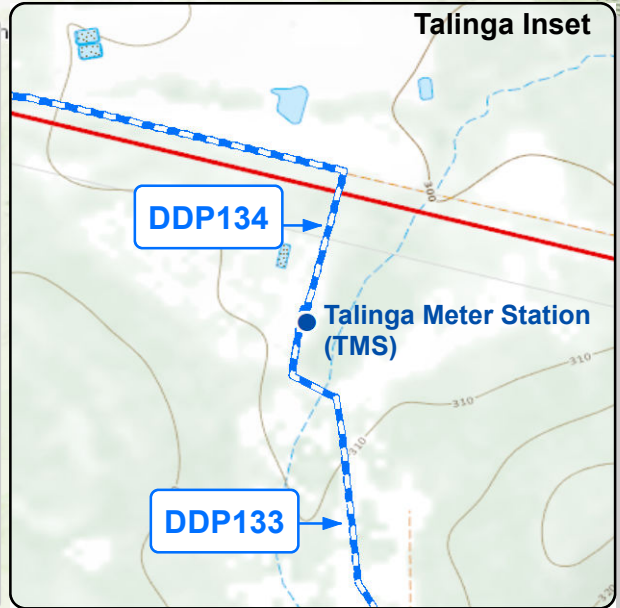 h
Talinga Inset
300
DDP134
Talinga Meter Station
(TMS)
310
310
310
DDP133